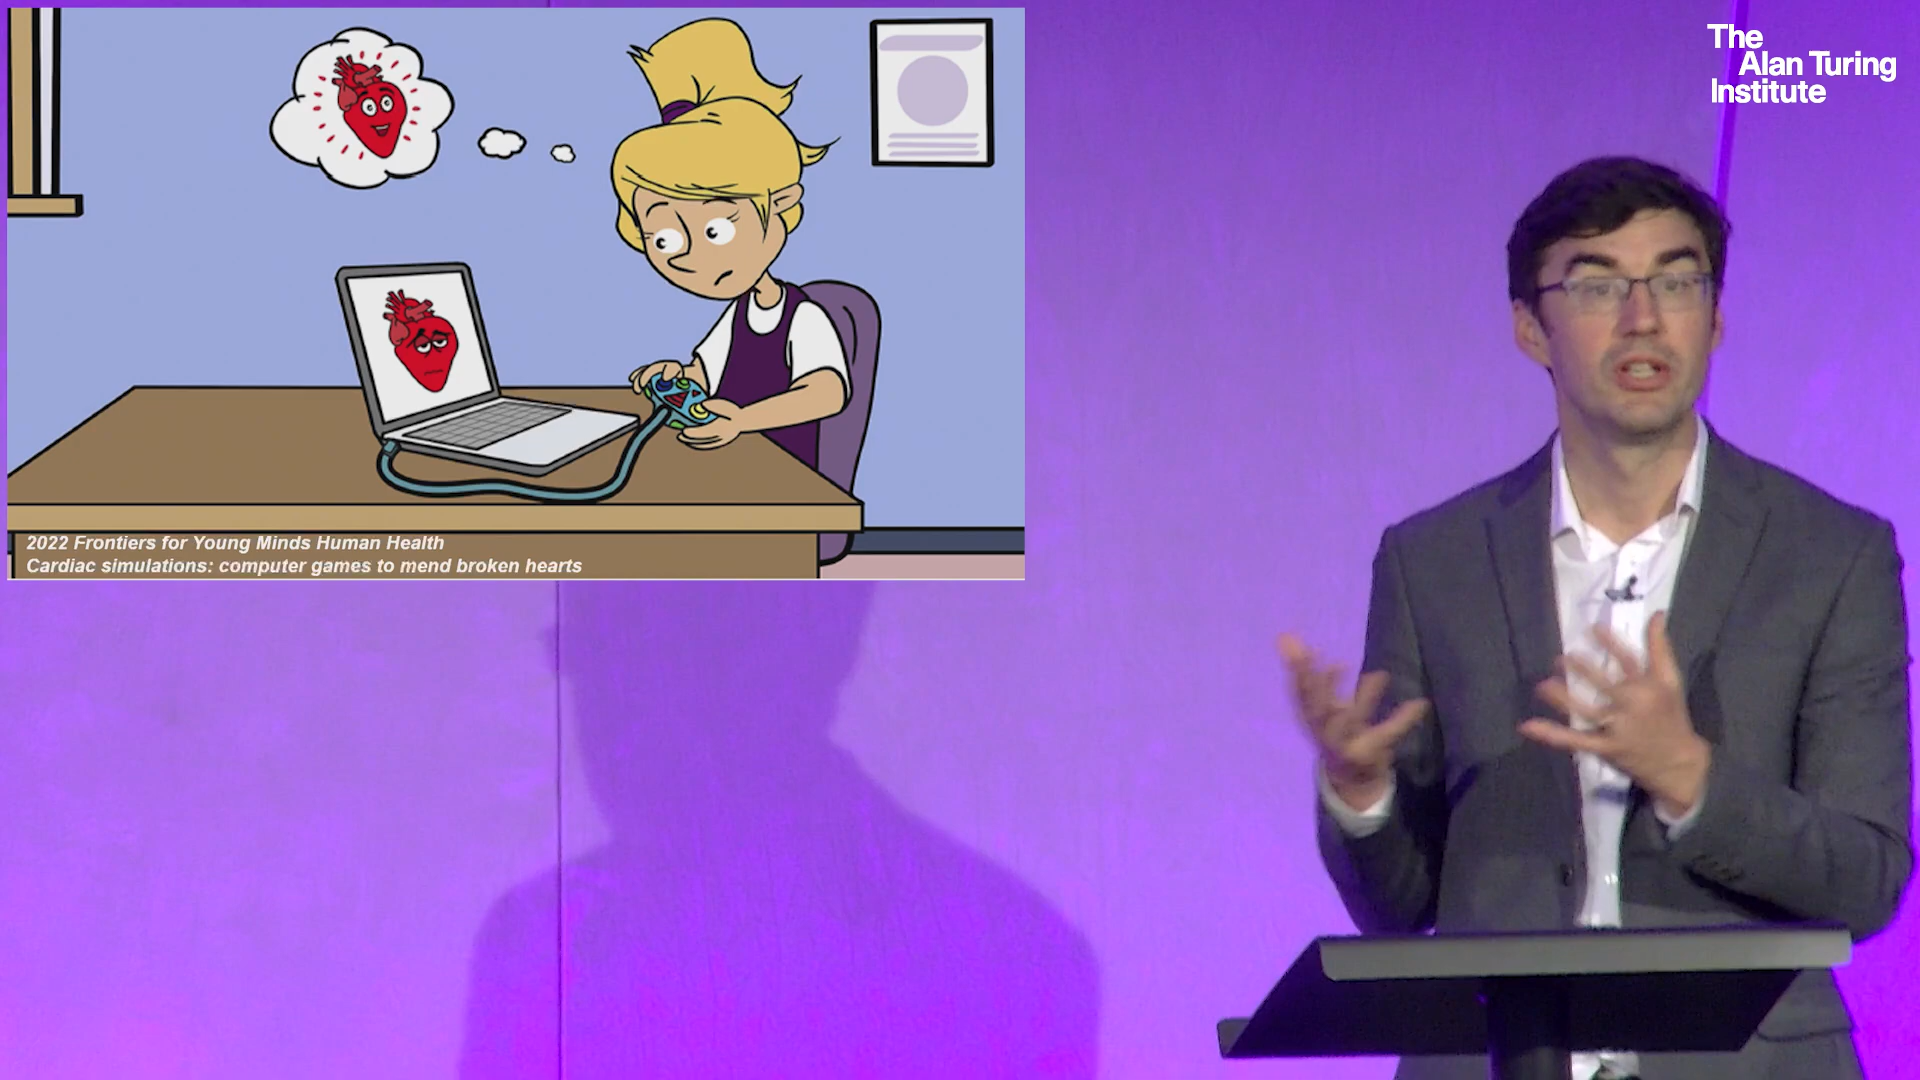 The
Alan Turing
Institute
2022 Frontiers for Young Minds Human Health
Cardiac simulations: computer games to mend broken hearts